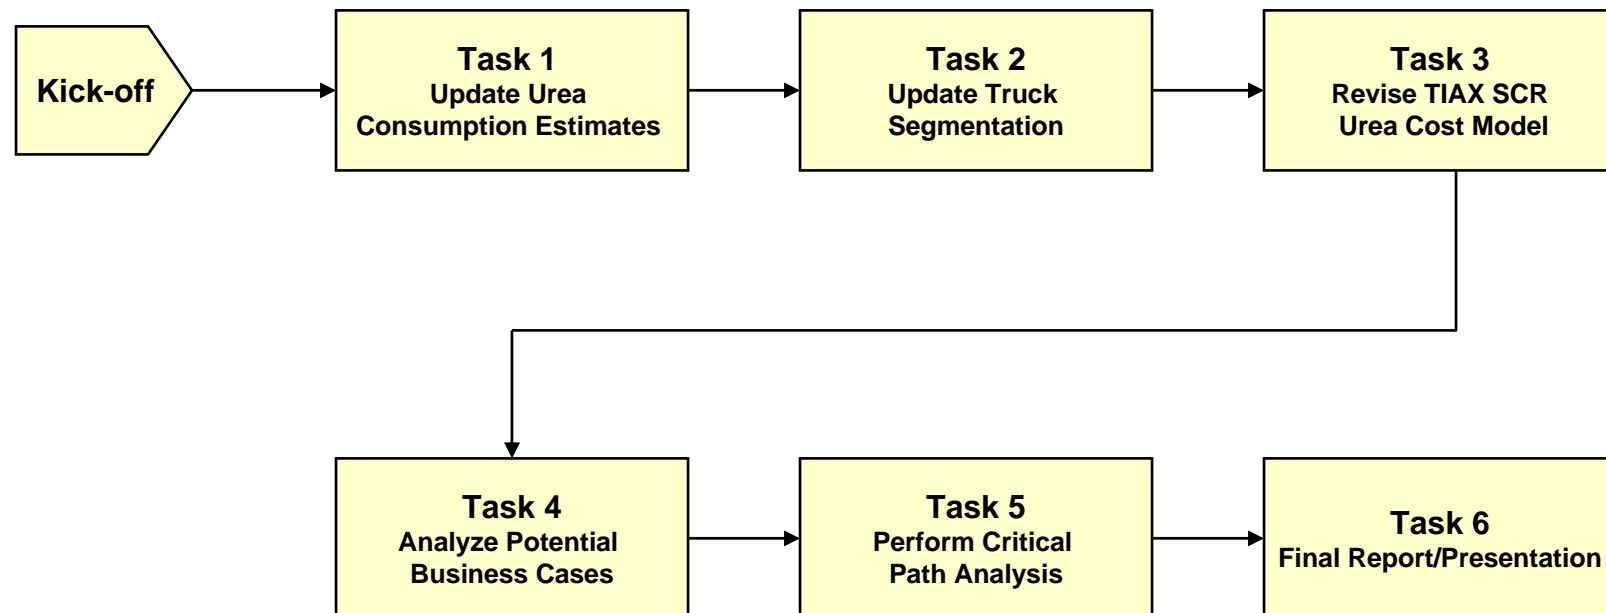 Kick-off
Task 1
Update Urea
Consumption Estimates
Task 2
Update Truck
Segmentation
Task 3
Revise TIAX SCR
Urea Cost Model
Task 4
Analyze Potential
Business Cases
Task 5
Perform Critical
Path Analysis
Task 6
Final Report/Presentation